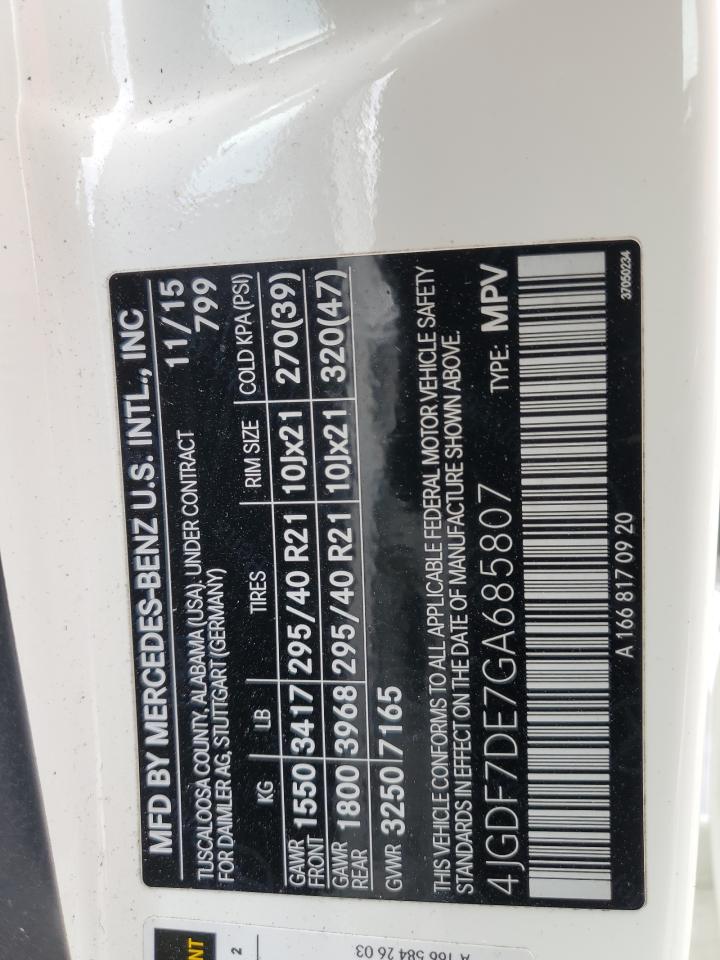 MFD BY MERCEDES-BENZ U.S. INTL., INC
TUSCALOOSA COUNTY, ALABAMA (USA). UNDER CONTRACT 11/15
FOR DAIMLER AG, STUTTGART (GERMANY) 799
KG LB TIRES RIM SIZE COLD KPA (PSI)
GAWR FRONT 1550 3417 295/40 R21 10Jx21 270(39)
GAWR REAR 1800 3968 295/40 R21 10Jx21 320(47)
GVWR 3250 7165
THIS VEHICLE CONFORMS TO ALL APPLICABLE FEDERAL MOTOR VEHICLE SAFETY
STANDARDS IN EFFECT ON THE DATE OF MANUFACTURE SHOWN ABOVE.
4JGDF7DE7GA685807 TYPE: MPV
A 166 817 09 20
37050234
NT
2
A 166 584 26 03